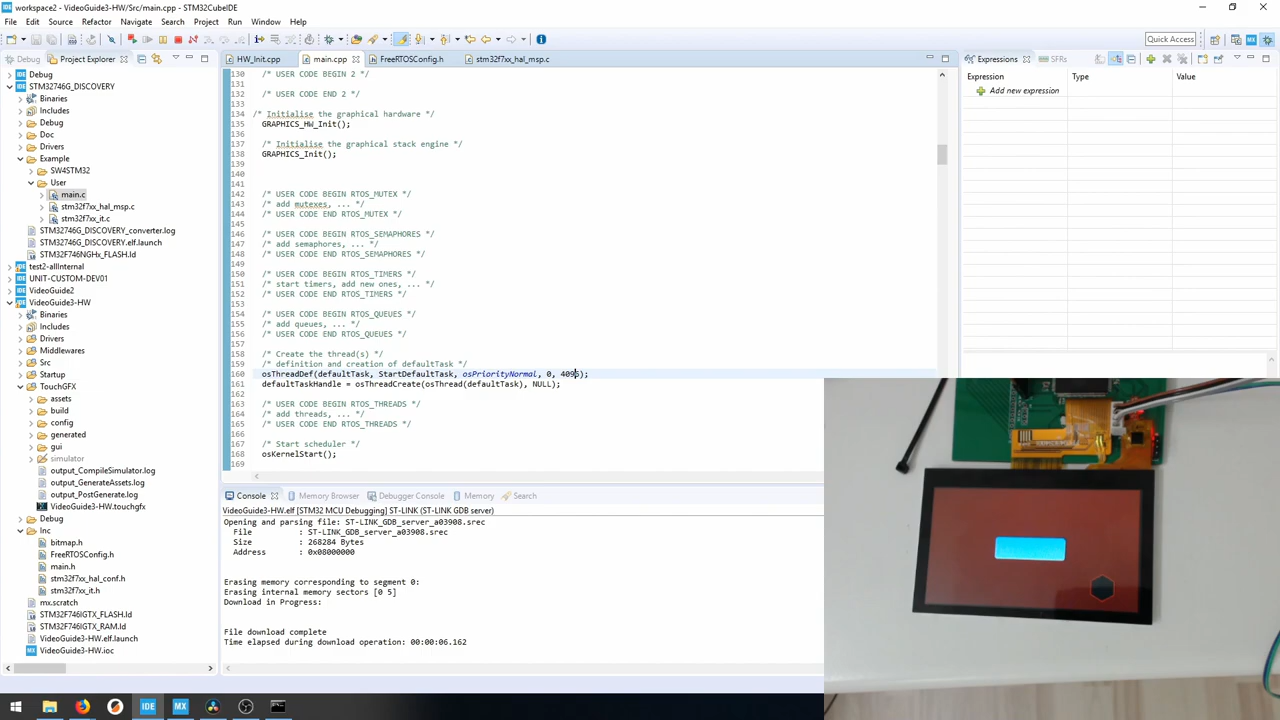 workspace2 - VideoGuide3-HW/Src/main.cpp - STM32CubeIDE
File Edit Source Refactor Navigate Search Project Run Window Help
Quick Access
Debug Project Explorer
HW_Init.cpp main.cpp FreeRTOSConfig.h stm32f7xx_hal_msp.c
Expressions SFRs
Expression Type Value
Add new expression
Debug
STM32746G_DISCOVERY
Binaries
Includes
Debug
Doc
Drivers
Example
SW4STM32
User
main.c
stm32f7xx_hal_msp.c
stm32f7xx_it.c
STM32746G_DISCOVERY_converter.log
STM32746G_DISCOVERY.elf.launch
STM32F746NGHx_FLASH.ld
test2-allInternal
UNIT-CUSTOM-DEV01
VideoGuide2
VideoGuide3-HW
Binaries
Includes
Drivers
Middlewares
Src
Startup
TouchGFX
assets
build
config
generated
gui
simulator
output_CompileSimulator.log
output_GenerateAssets.log
output_PostGenerate.log
VideoGuide3-HW.touchgfx
Debug
Inc
bitmap.h
FreeRTOSConfig.h
main.h
stm32f7xx_hal_conf.h
stm32f7xx_it.h
mx.scratch
STM32F746IGTX_FLASH.ld
STM32F746IGTX_RAM.ld
VideoGuide3-HW.elf.launch
VideoGuide3-HW.ioc
130 /* USER CODE BEGIN 2 */
131
132 /* USER CODE END 2 */
133
134 /* Initialise the graphical hardware */
135 GRAPHICS_HW_Init();
136
137 /* Initialise the graphical stack engine */
138 GRAPHICS_Init();
139
140
141
142 /* USER CODE BEGIN RTOS_MUTEX */
143 /* add mutexes, ... */
144 /* USER CODE END RTOS_MUTEX */
145
146 /* USER CODE BEGIN RTOS_SEMAPHORES */
147 /* add semaphores, ... */
148 /* USER CODE END RTOS_SEMAPHORES */
149
150 /* USER CODE BEGIN RTOS_TIMERS */
151 /* start timers, add new ones, ... */
152 /* USER CODE END RTOS_TIMERS */
153
154 /* USER CODE BEGIN RTOS_QUEUES */
155 /* add queues, ... */
156 /* USER CODE END RTOS_QUEUES */
157
158 /* Create the thread(s) */
159 /* definition and creation of defaultTask */
160 osThreadDef(defaultTask, StartDefaultTask, osPriorityNormal, 0, 4095);
161 defaultTaskHandle = osThreadCreate(osThread(defaultTask), NULL);
162
163 /* USER CODE BEGIN RTOS_THREADS */
164 /* add threads, ... */
165 /* USER CODE END RTOS_THREADS */
166
167 /* Start scheduler */
168 osKernelStart();
169
Console Memory Browser Debugger Console Memory Search
VideoGuide3-HW.elf [STM32 MCU Debugging] ST-LINK (ST-LINK GDB server)
Opening and parsing file: ST-LINK_GDB_server_a03908.srec
File : ST-LINK_GDB_server_a03908.srec
Size : 268284 Bytes
Address : 0x08000000
Erasing memory corresponding to segment 0:
Erasing internal memory sectors [0 5]
Download in Progress:
File download complete
Time elapsed during download operation: 00:00:06.162
IDE MX